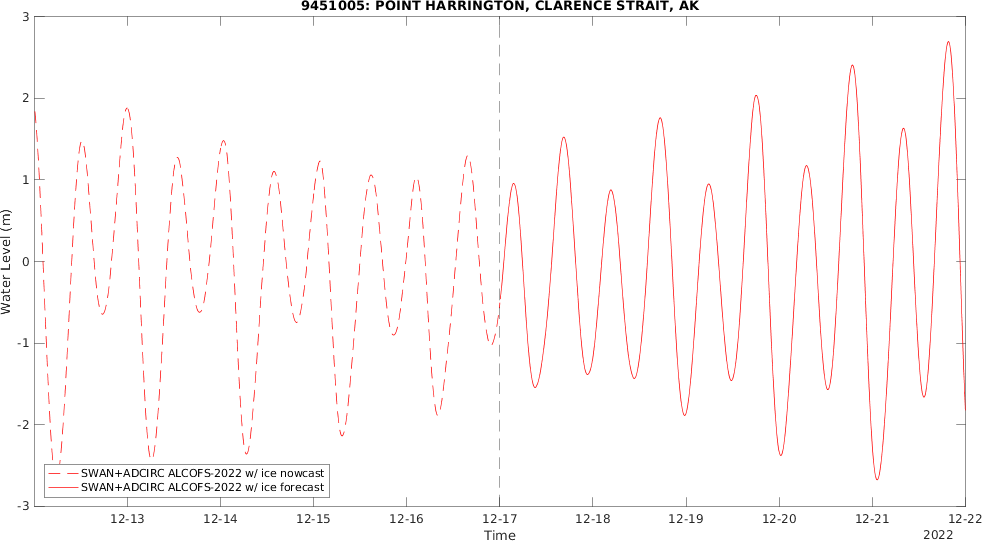 9451005: POINT HARRINGTON, CLARENCE STRAIT, AK
3
2
1
0
-1
-2
-3
Water Level (m)
SWAN+ADCIRC ALCOFS-2022 w/ ice nowcast
SWAN+ADCIRC ALCOFS-2022 w/ ice forecast
12-13 12-14 12-15 12-16 12-17 12-18 12-19 12-20 12-21 12-22
Time
2022